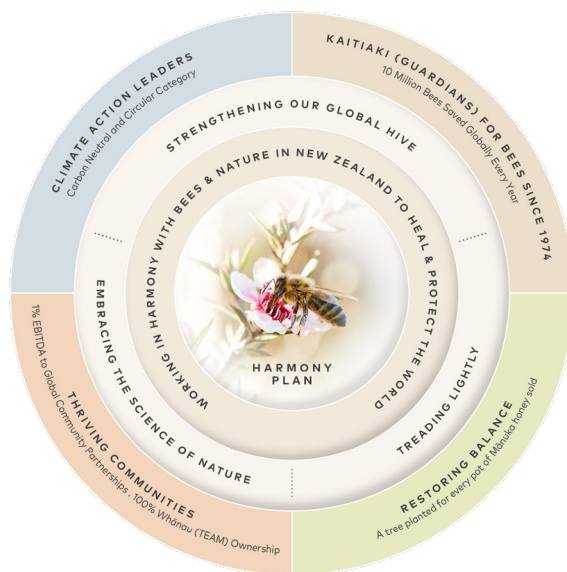 CLIMATE ACTION LEADERS
Carbon Neutral and Circular Category
KAITIAKI (GUARDIANS) FOR BEES SINCE 1974
10 Million Bees Saved Globally Every Year
STRENGTHENING OUR GLOBAL HIVE
WORKING IN HARMONY WITH BEES & NATURE IN NEW ZEALAND TO HEAL & PROTECT THE WORLD
HARMONY
PLAN
EMBRACING THE SCIENCE OF NATURE
TREADING LIGHTLY
THRIVING COMMUNITIES
1% EBITDA to Global Community Partnerships . 100% Whānau (TEAM) Ownership
RESTORING BALANCE
A tree planted for every pot of Mānuka honey sold